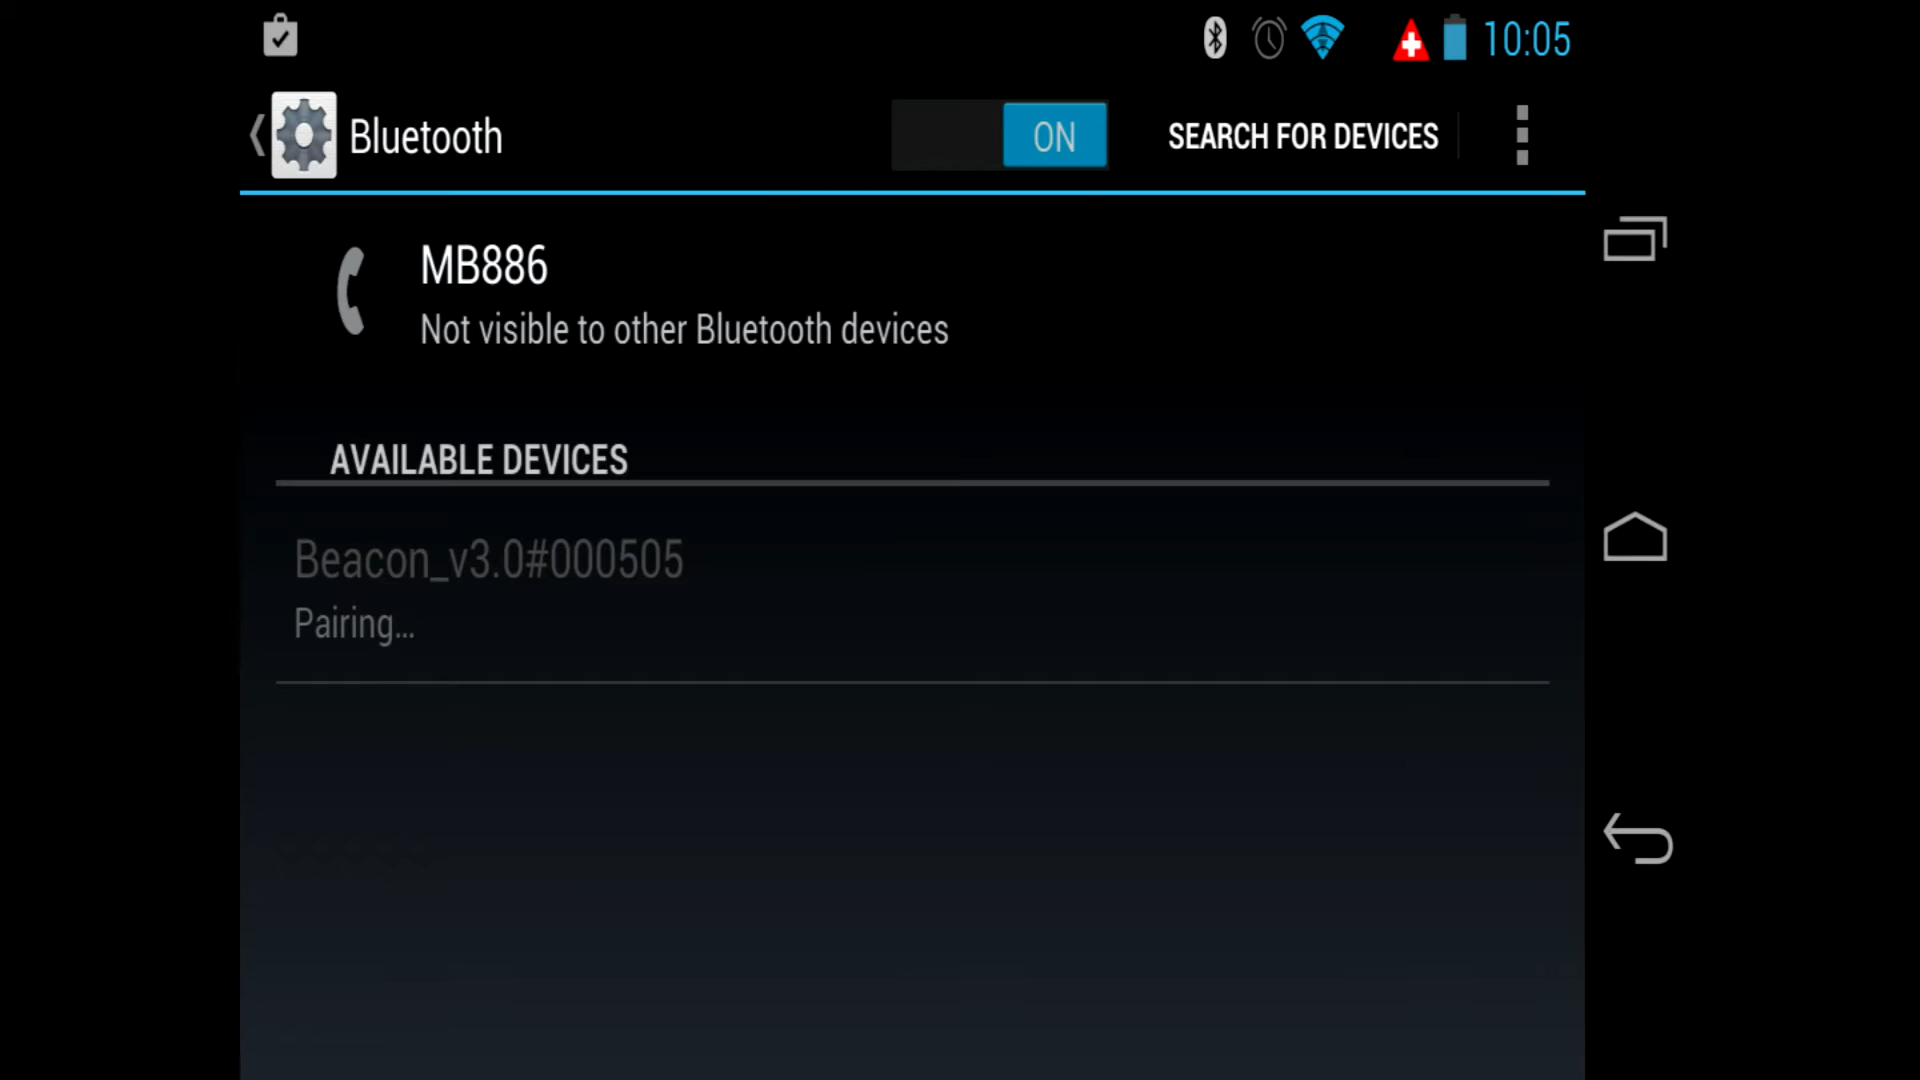 10:05
Bluetooth ON SEARCH FOR DEVICES
MB886
Not visible to other Bluetooth devices
AVAILABLE DEVICES
Beacon_v3.0#000505
Pairing...